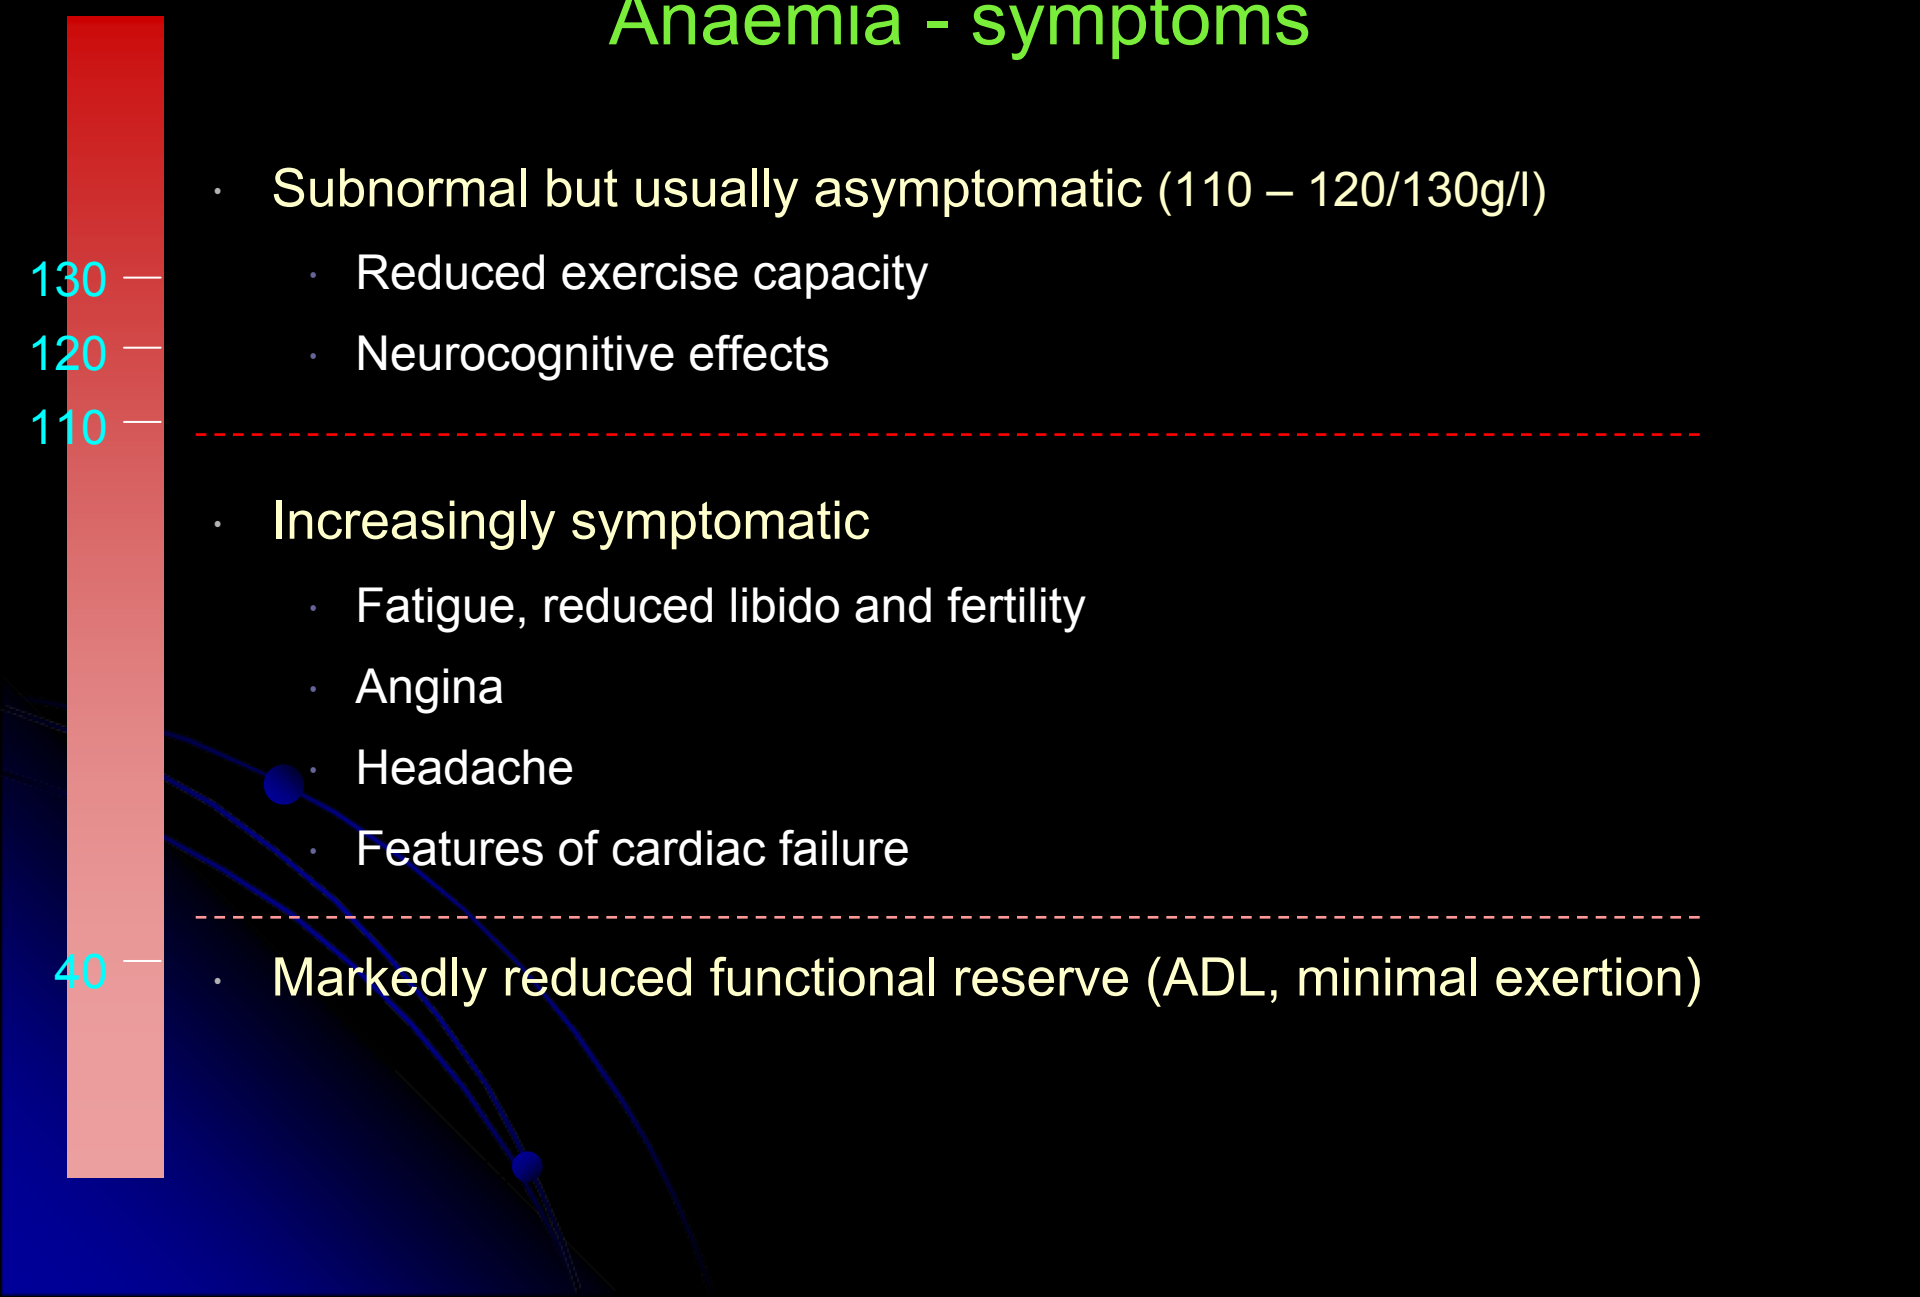 Anaemia - symptoms
Subnormal but usually asymptomatic (110 – 120/130g/l)
Reduced exercise capacity
130
Neurocognitive effects
120
110
Increasingly symptomatic
Fatigue, reduced libido and fertility
Angina
Headache
Features of cardiac failure
40
Markedly reduced functional reserve (ADL, minimal exertion)